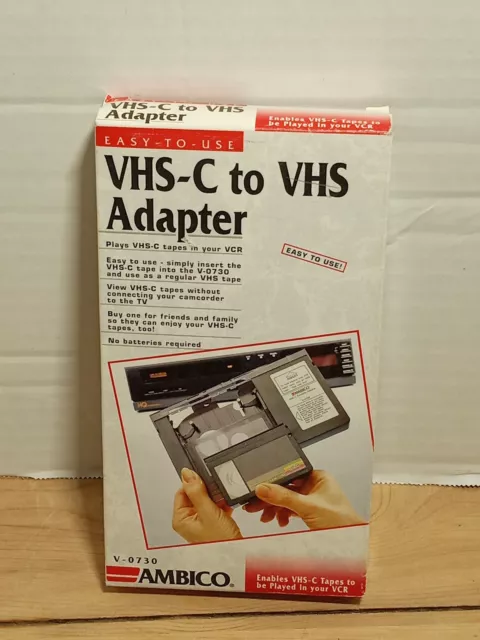 VHS-C to VHS
Adapter
Enables VHS-C Tapes to
be Played in your VCR
EASY-TO-USE
VHS-C to VHS
Adapter
Plays VHS-C tapes in your VCR
EASY TO USE!
Easy to use - simply insert the
VHS-C tape into the V-0730
and use as a regular VHS tape
View VHS-C tapes without
connecting your camcorder
to the TV
Buy one for friends and family
so they can enjoy your VHS-C
tapes, too!
No batteries required
V-0730
AMBICO®
Enables VHS-C Tapes to
be Played in your VCR